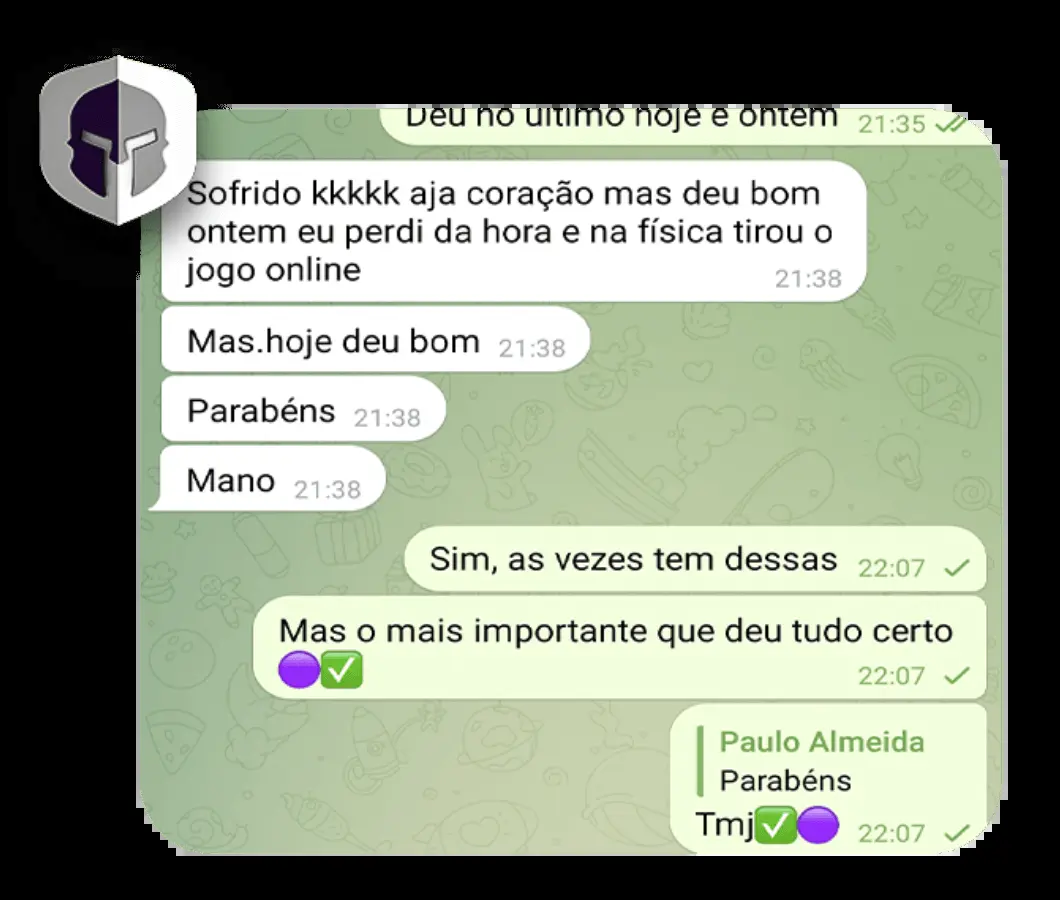 Deu no último hoje e ontem 21:35
Sofrido kkkkk aja coração mas deu bom
ontem eu perdi da hora e na física tirou o
jogo online 21:38
Mas.hoje deu bom 21:38
Parabéns 21:38
Mano 21:38
Sim, as vezes tem dessas 22:07
Mas o mais importante que deu tudo certo
🟣✅ 22:07
Paulo Almeida
Parabéns
Tmj✅🟣 22:07